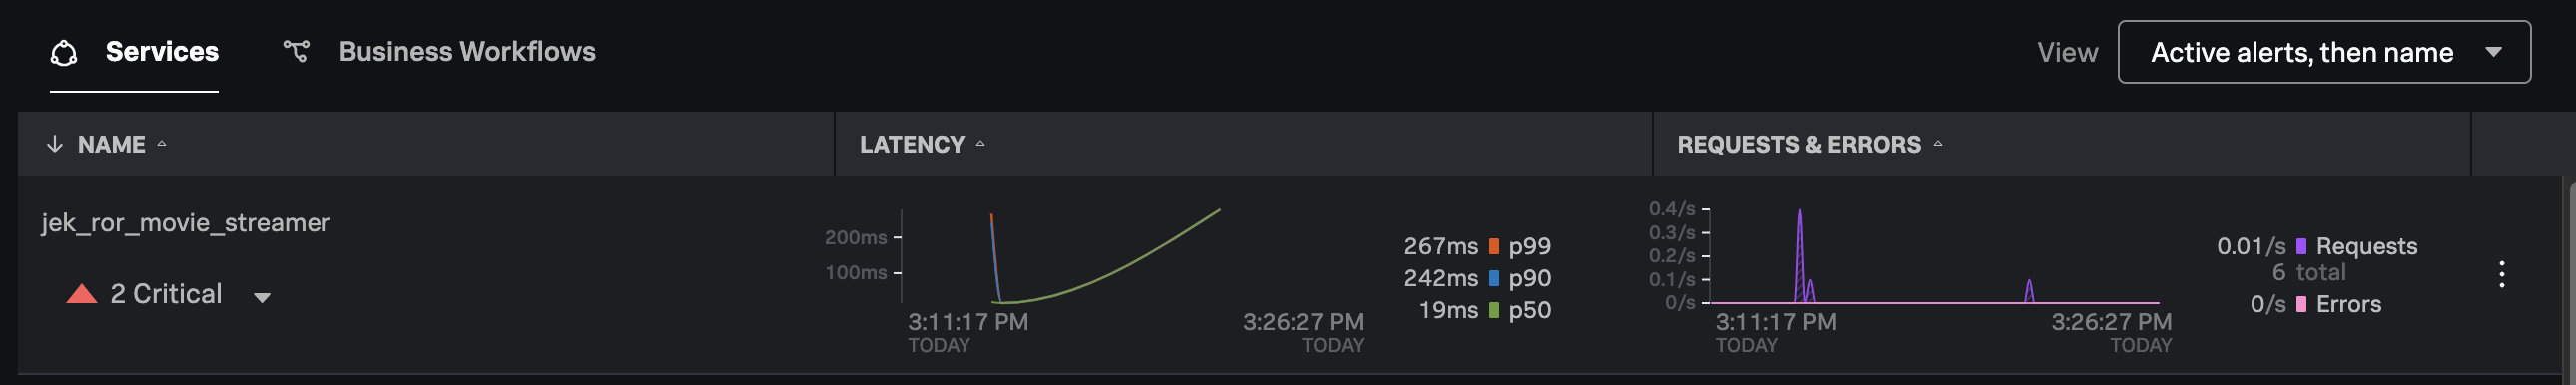 Services
Business Workflows
View
Active alerts, then name
NAME
LATENCY
REQUESTS & ERRORS
jek_ror_movie_streamer
2 Critical
200ms
100ms
3:11:17 PM
TODAY
3:26:27 PM
TODAY
267ms p99
242ms p90
19ms p50
0.4/s
0.3/s
0.2/s
0.1/s
0/s
3:11:17 PM
TODAY
3:26:27 PM
TODAY
0.01/s Requests
6 total
0/s Errors